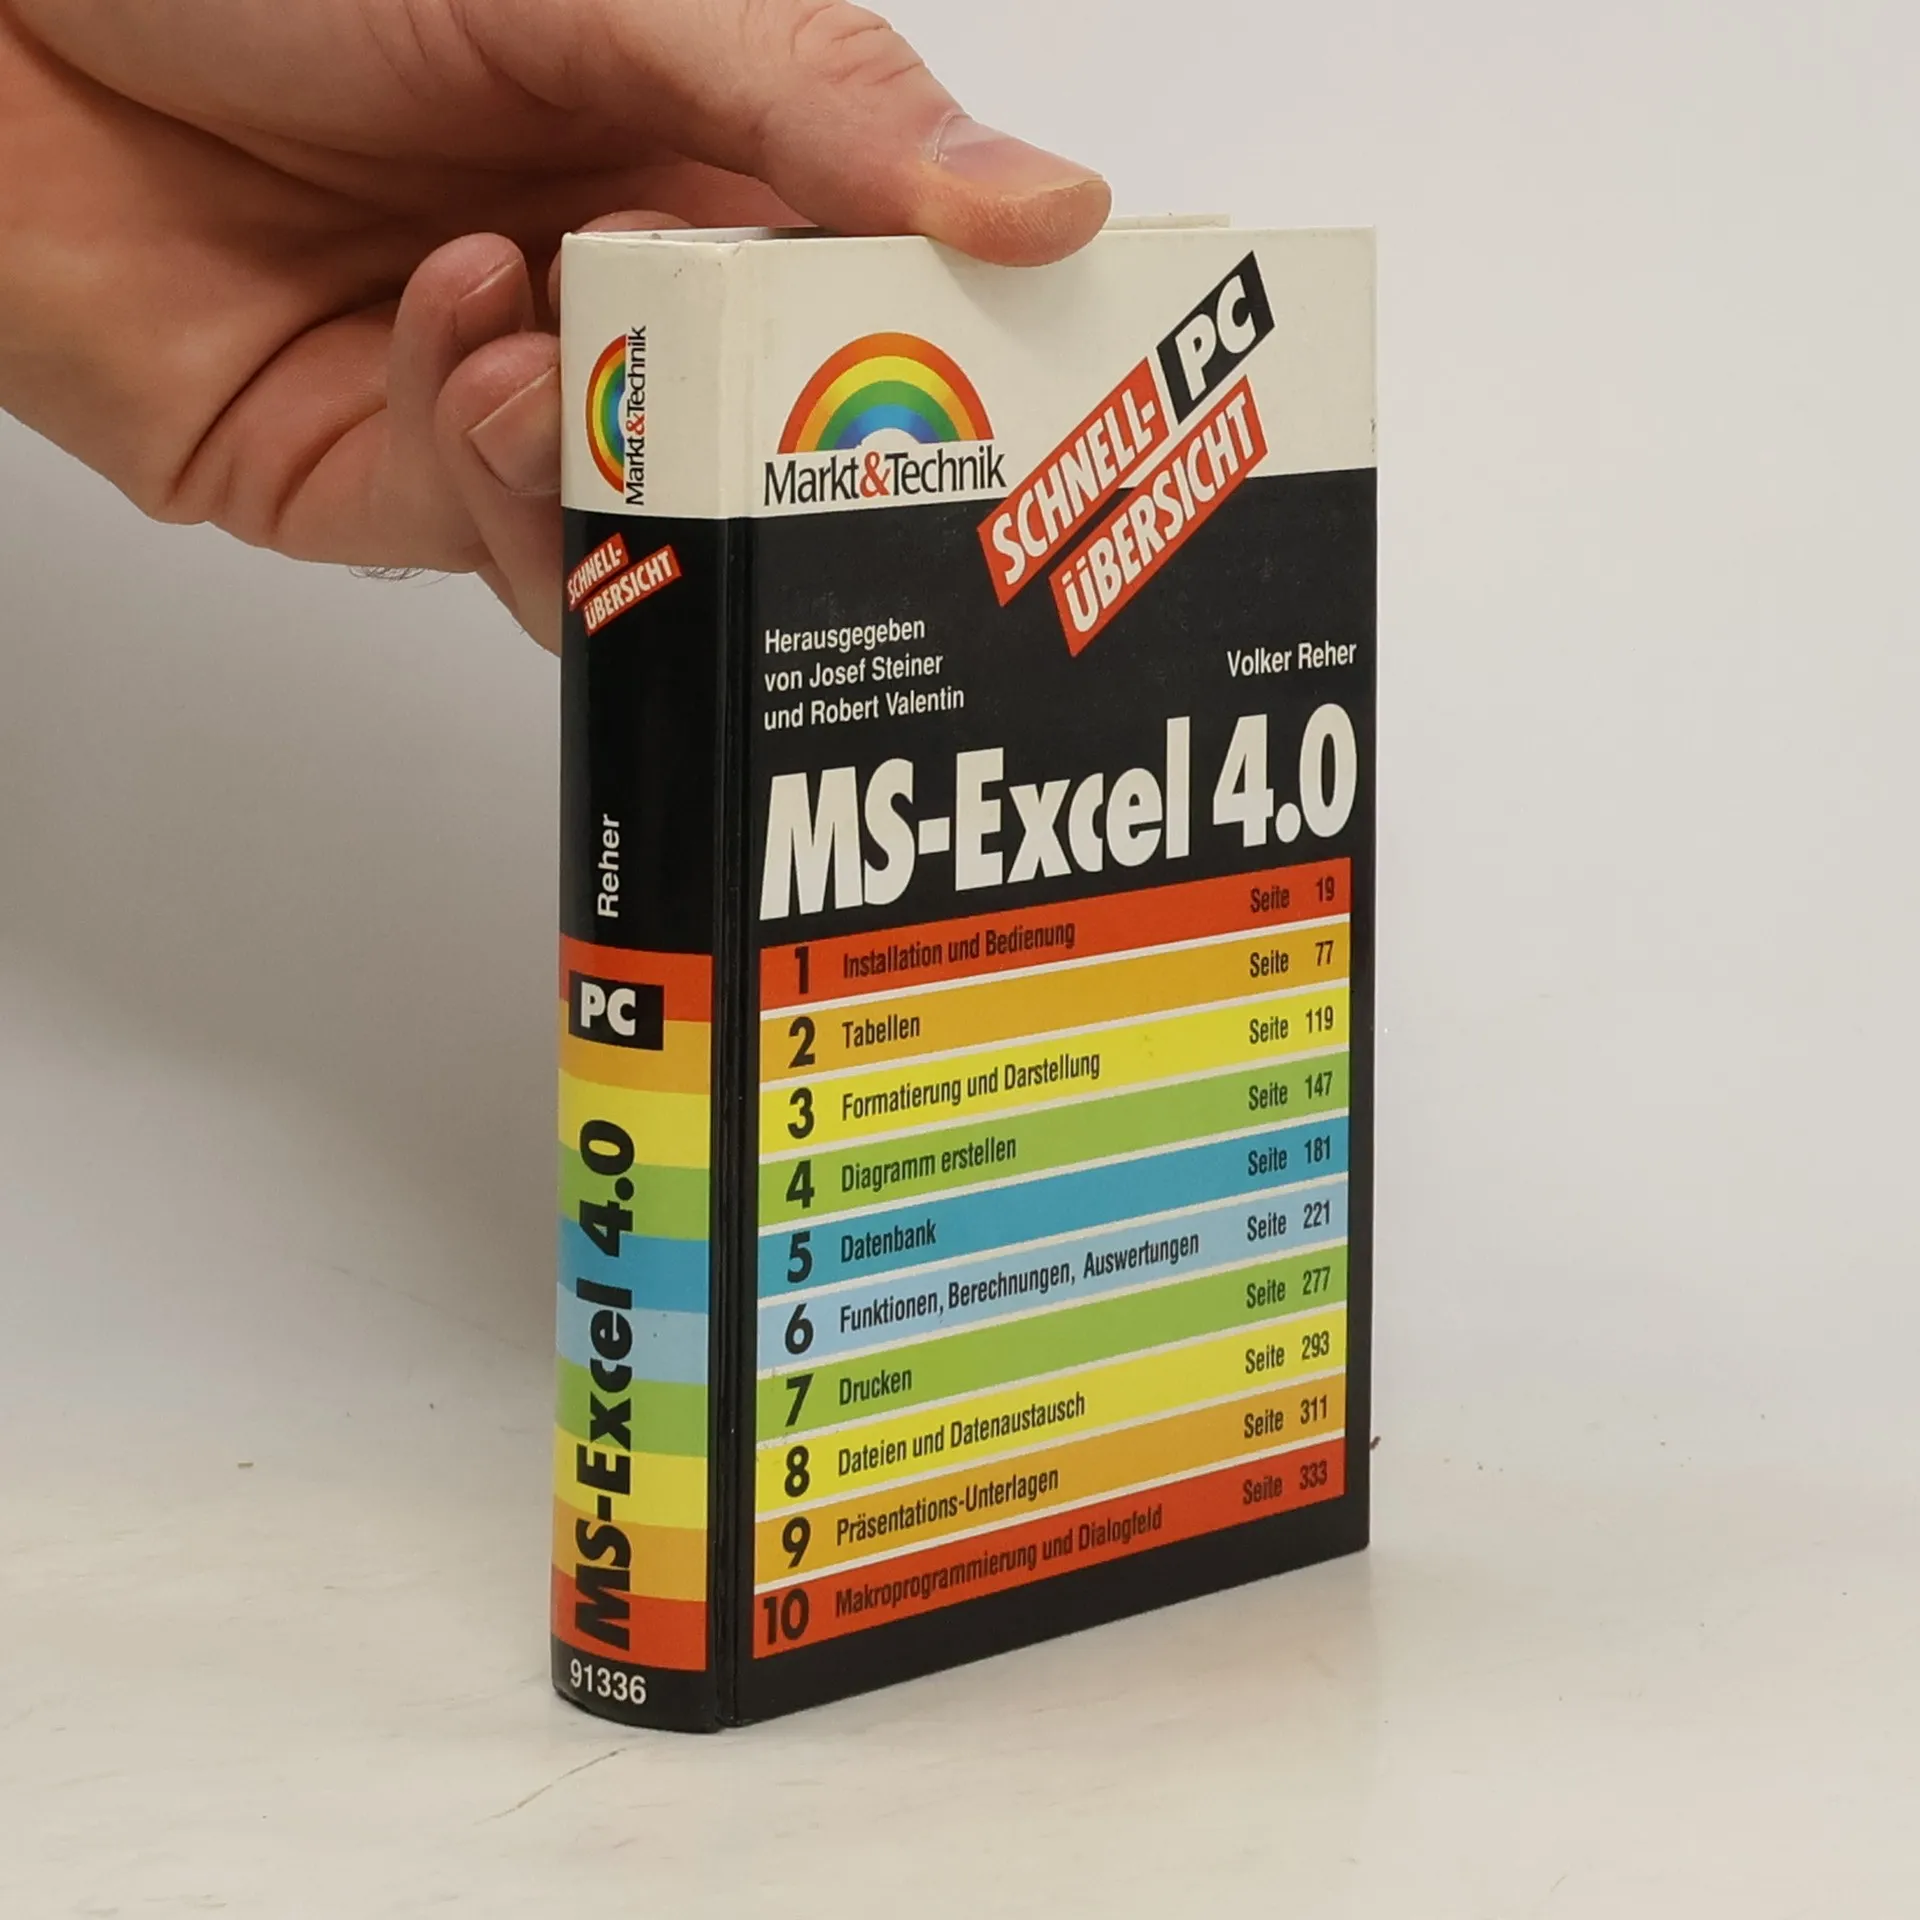 Markt&Technik
SCHNELL-
ÜBERSICHT
Reher
PC
MS-Excel 4.0
91336
Markt&Technik
SCHNELL-
PC
ÜBERSICHT
Herausgegeben
von Josef Steiner
und Robert Valentin
Volker Reher
MS-Excel 4.0
1 Installation und Bedienung Seite 19
2 Tabellen Seite 77
3 Formatierung und Darstellung Seite 119
4 Diagramm erstellen Seite 147
5 Datenbank Seite 181
6 Funktionen, Berechnungen, Auswertungen Seite 221
7 Drucken Seite 277
8 Dateien und Datenaustausch Seite 293
9 Präsentations-Unterlagen Seite 311
10 Makroprogrammierung und Dialogfeld Seite 333